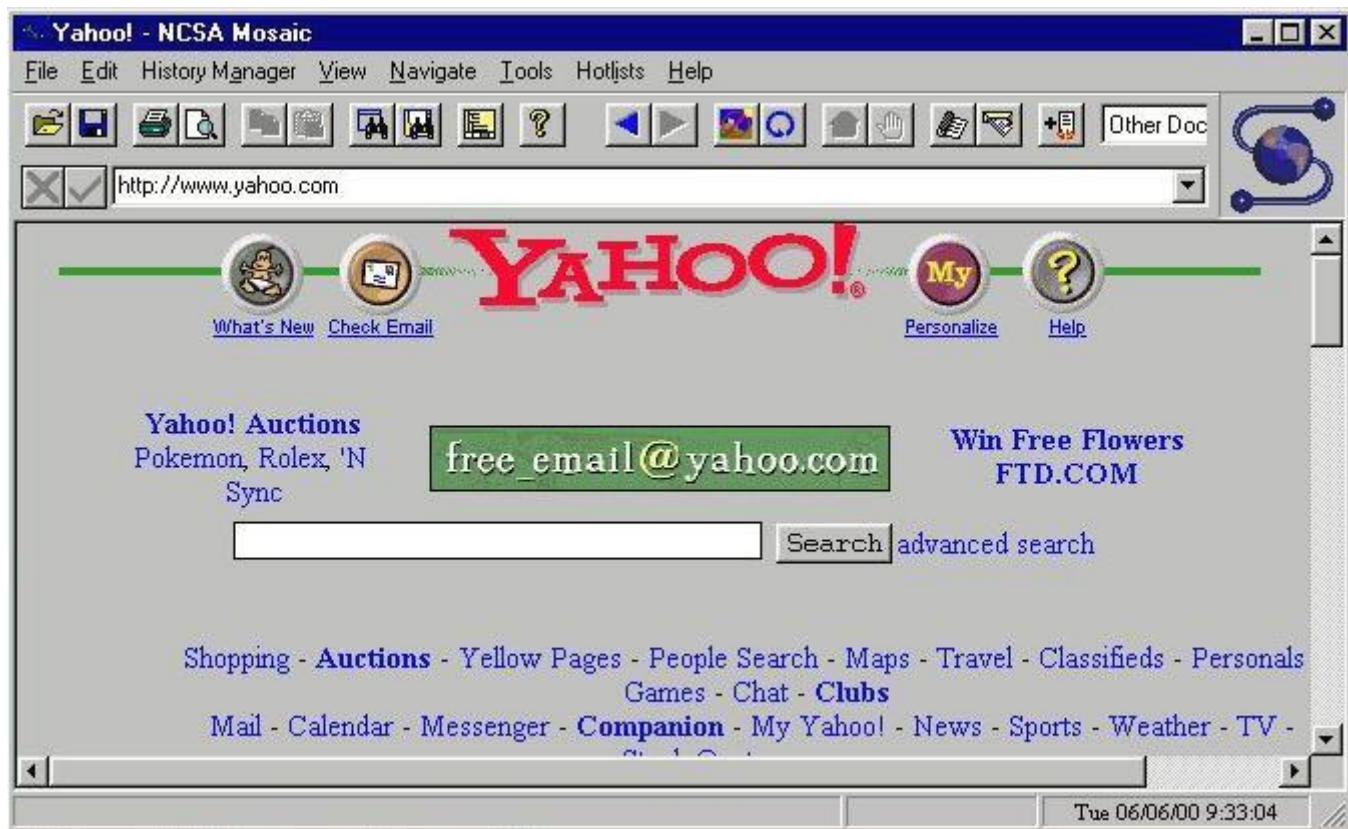 Yahoo! - NCSA Mosaic
File Edit History Manager View Navigate Tools Hotlists Help
Other Doc
http://www.yahoo.com
YAHOO!®
My
What's New Check Email Personalize Help
Yahoo! Auctions
Pokemon, Rolex, 'N
Sync
free_email@yahoo.com
Win Free Flowers
FTD.COM
Search advanced search
Shopping - Auctions - Yellow Pages - People Search - Maps - Travel - Classifieds - Personals
Games - Chat - Clubs
Mail - Calendar - Messenger - Companion - My Yahoo! - News - Sports - Weather - TV -
Tue 06/06/00 9:33:04